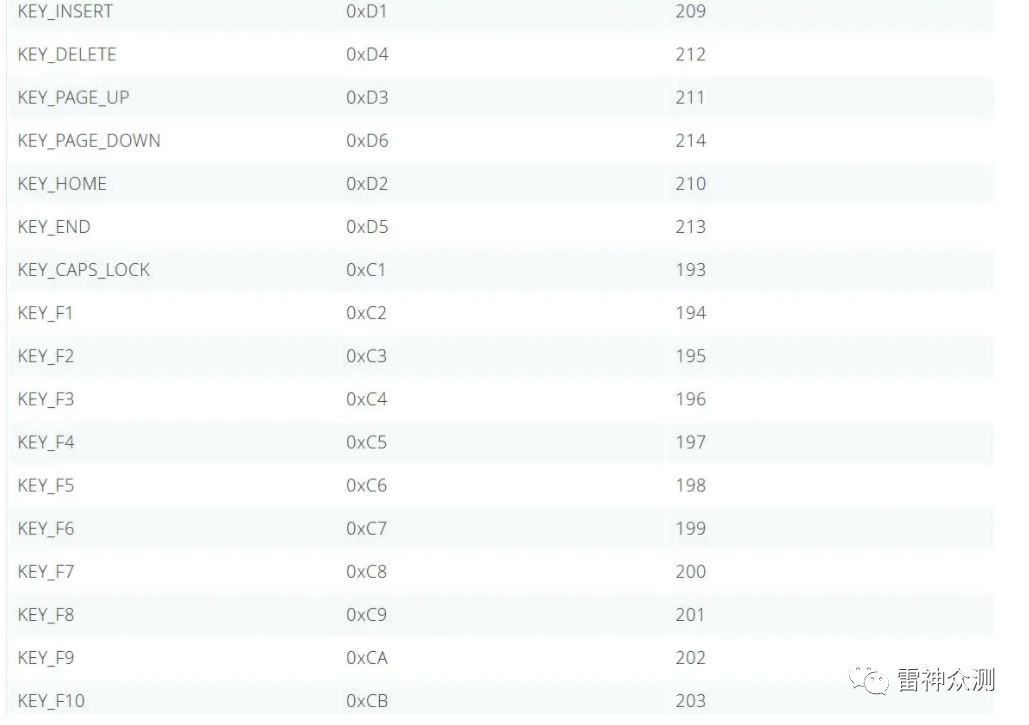 KEY_INSERT 0xD1 209
KEY_DELETE 0xD4 212
KEY_PAGE_UP 0xD3 211
KEY_PAGE_DOWN 0xD6 214
KEY_HOME 0xD2 210
KEY_END 0xD5 213
KEY_CAPS_LOCK 0xC1 193
KEY_F1 0xC2 194
KEY_F2 0xC3 195
KEY_F3 0xC4 196
KEY_F4 0xC5 197
KEY_F5 0xC6 198
KEY_F6 0xC7 199
KEY_F7 0xC8 200
KEY_F8 0xC9 201
KEY_F9 0xCA 202
雷神众测
KEY_F10 0xCB 203